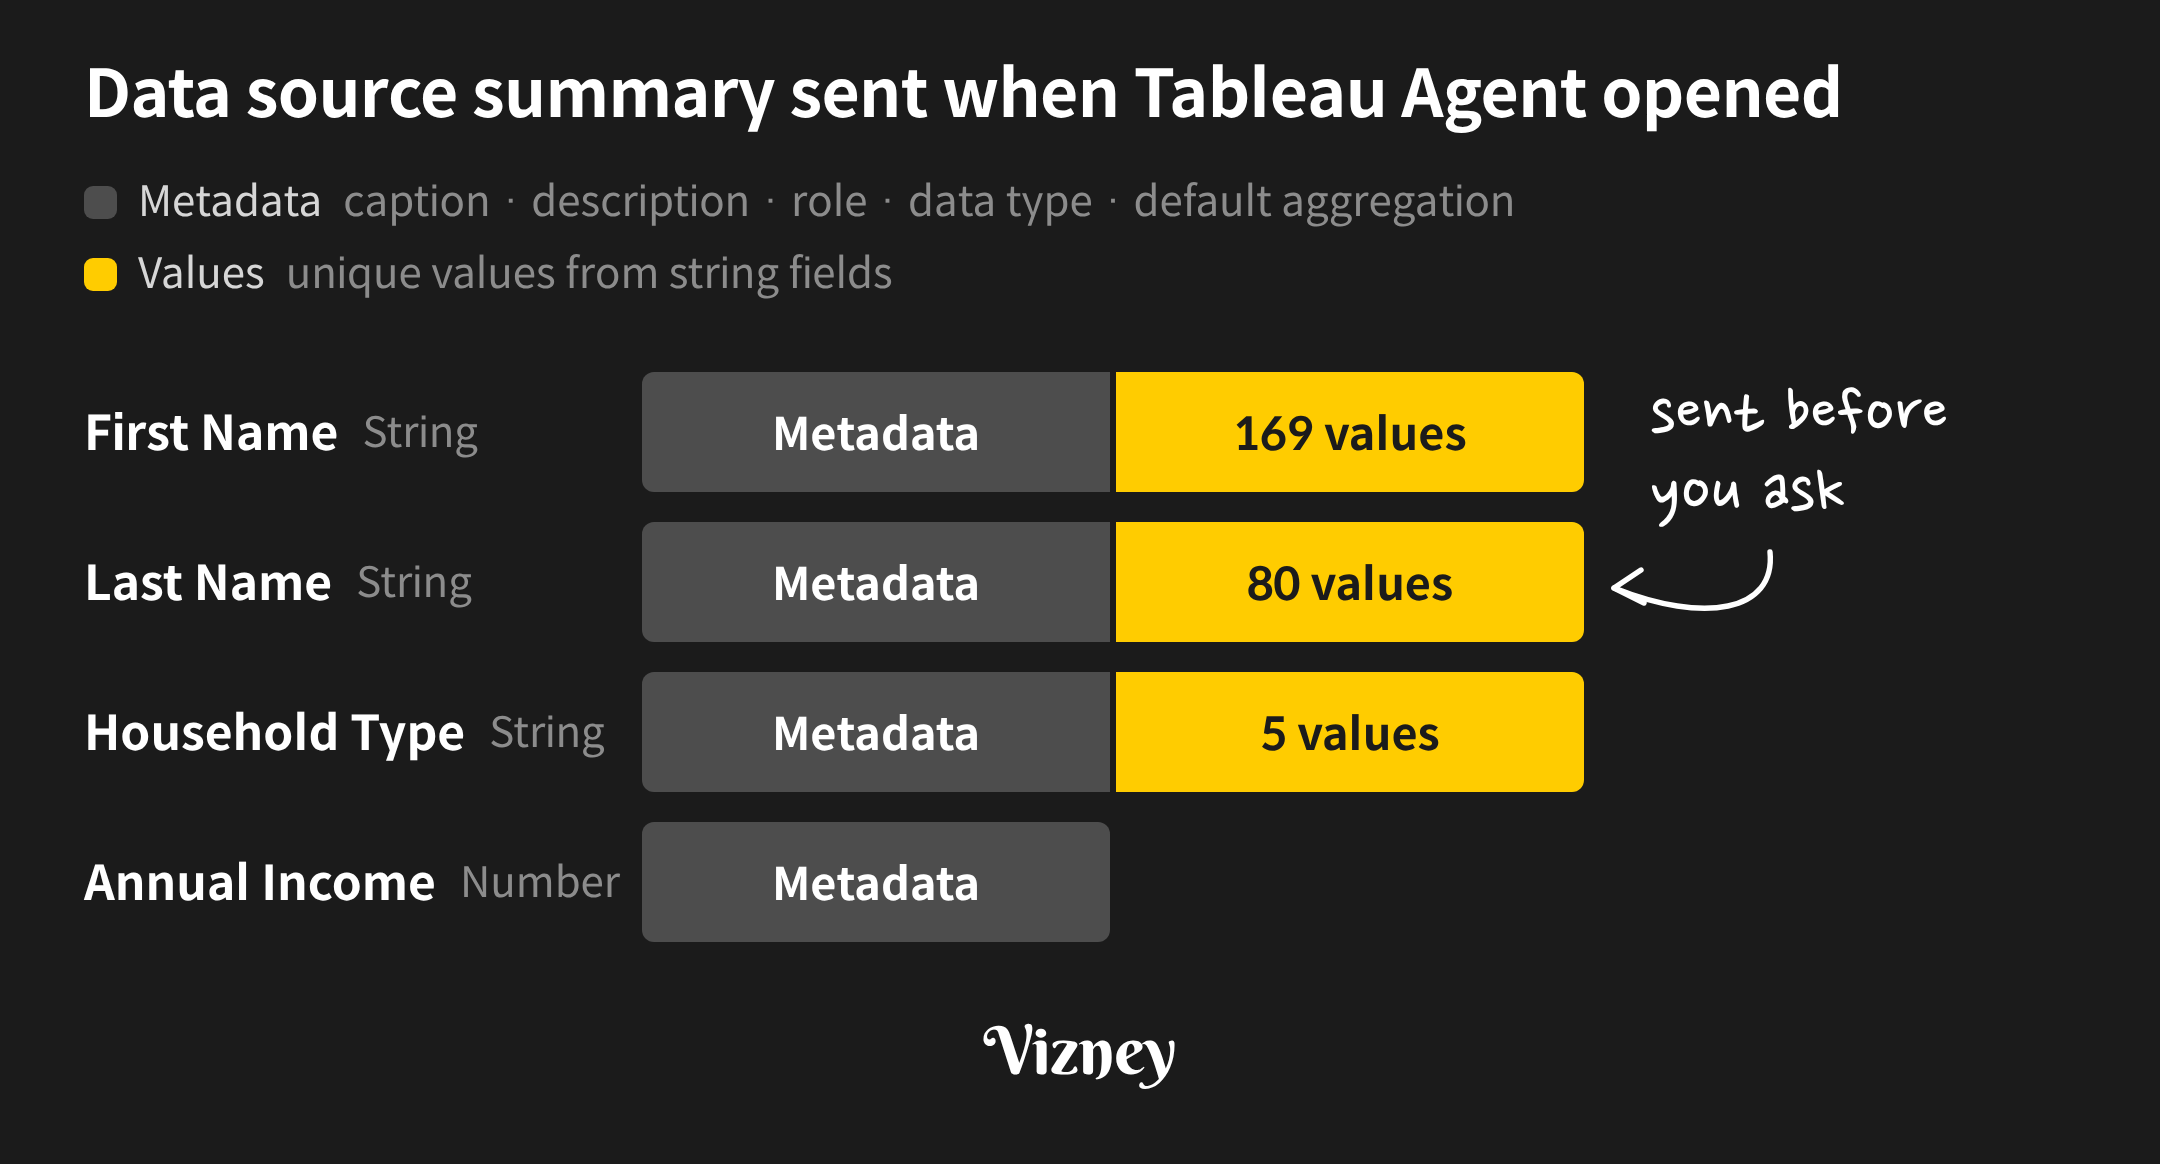 Data source summary sent when Tableau Agent opened
Metadata caption · description · role · data type · default aggregation
Values unique values from string fields
First Name String Metadata 169 values
sent before
you ask
Last Name String Metadata 80 values
Household Type String Metadata 5 values
Annual Income Number Metadata
Vizney